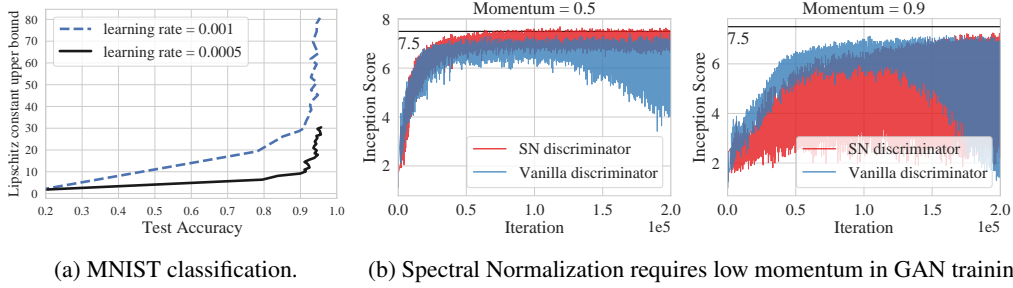 Lipschitz constant upper bound
80
70
60
50
40
30
20
10
0
learning rate = 0.001
learning rate = 0.0005
0.2 0.3 0.4 0.5 0.6 0.7 0.8 0.9 1.0
Test Accuracy
(a) MNIST classification.
Momentum = 0.5
Inception Score
8
6
4
2
7.5
SN discriminator
Vanilla discriminator
0.0 0.5 1.0 1.5 2.0
1e5
Iteration
Momentum = 0.9
Inception Score
8
6
4
2
7.5
SN discriminator
Vanilla discriminator
0.0 0.5 1.0 1.5 2.0
1e5
Iteration
(b) Spectral Normalization requires low momentum in GAN trainin